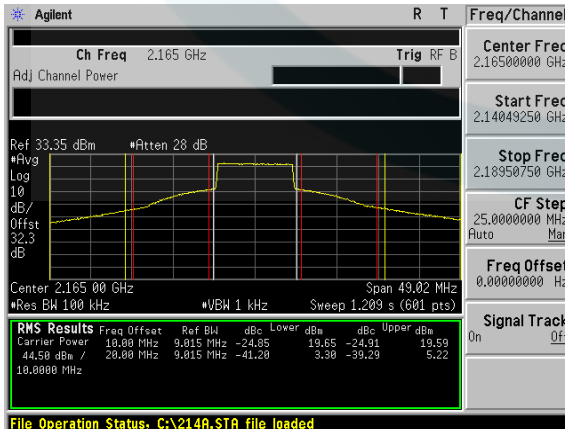 Agilent R T Freq/Channel
Ch Freq 2.165 GHz Trig RF B
Adj Channel Power
Center Freq
2.16500000 GHz
Start Freq
2.14049250 GHz
Stop Freq
2.18950750 GHz
CF Step
25.0000000 MHz
Auto Man
Freq Offset
0.00000000 Hz
Signal Track
On Off
Ref 33.35 dBm #Atten 28 dB
#Avg
Log
10
dB/
Offst
32.3
dB
Center 2.165 00 GHz Span 49.02 MHz
#Res BW 100 kHz #VBW 1 kHz Sweep 1.209 s (601 pts)
RMS Results Freq Offset Ref BW dBc Lower dBm dBc Upper dBm
Carrier Power 10.00 MHz 9.015 MHz -24.85 19.65 -24.91 19.59
44.50 dBm / 20.00 MHz 9.015 MHz -41.20 3.30 -39.29 5.22
10.0000 MHz
File Operation Status, C:\214A.STA file loaded